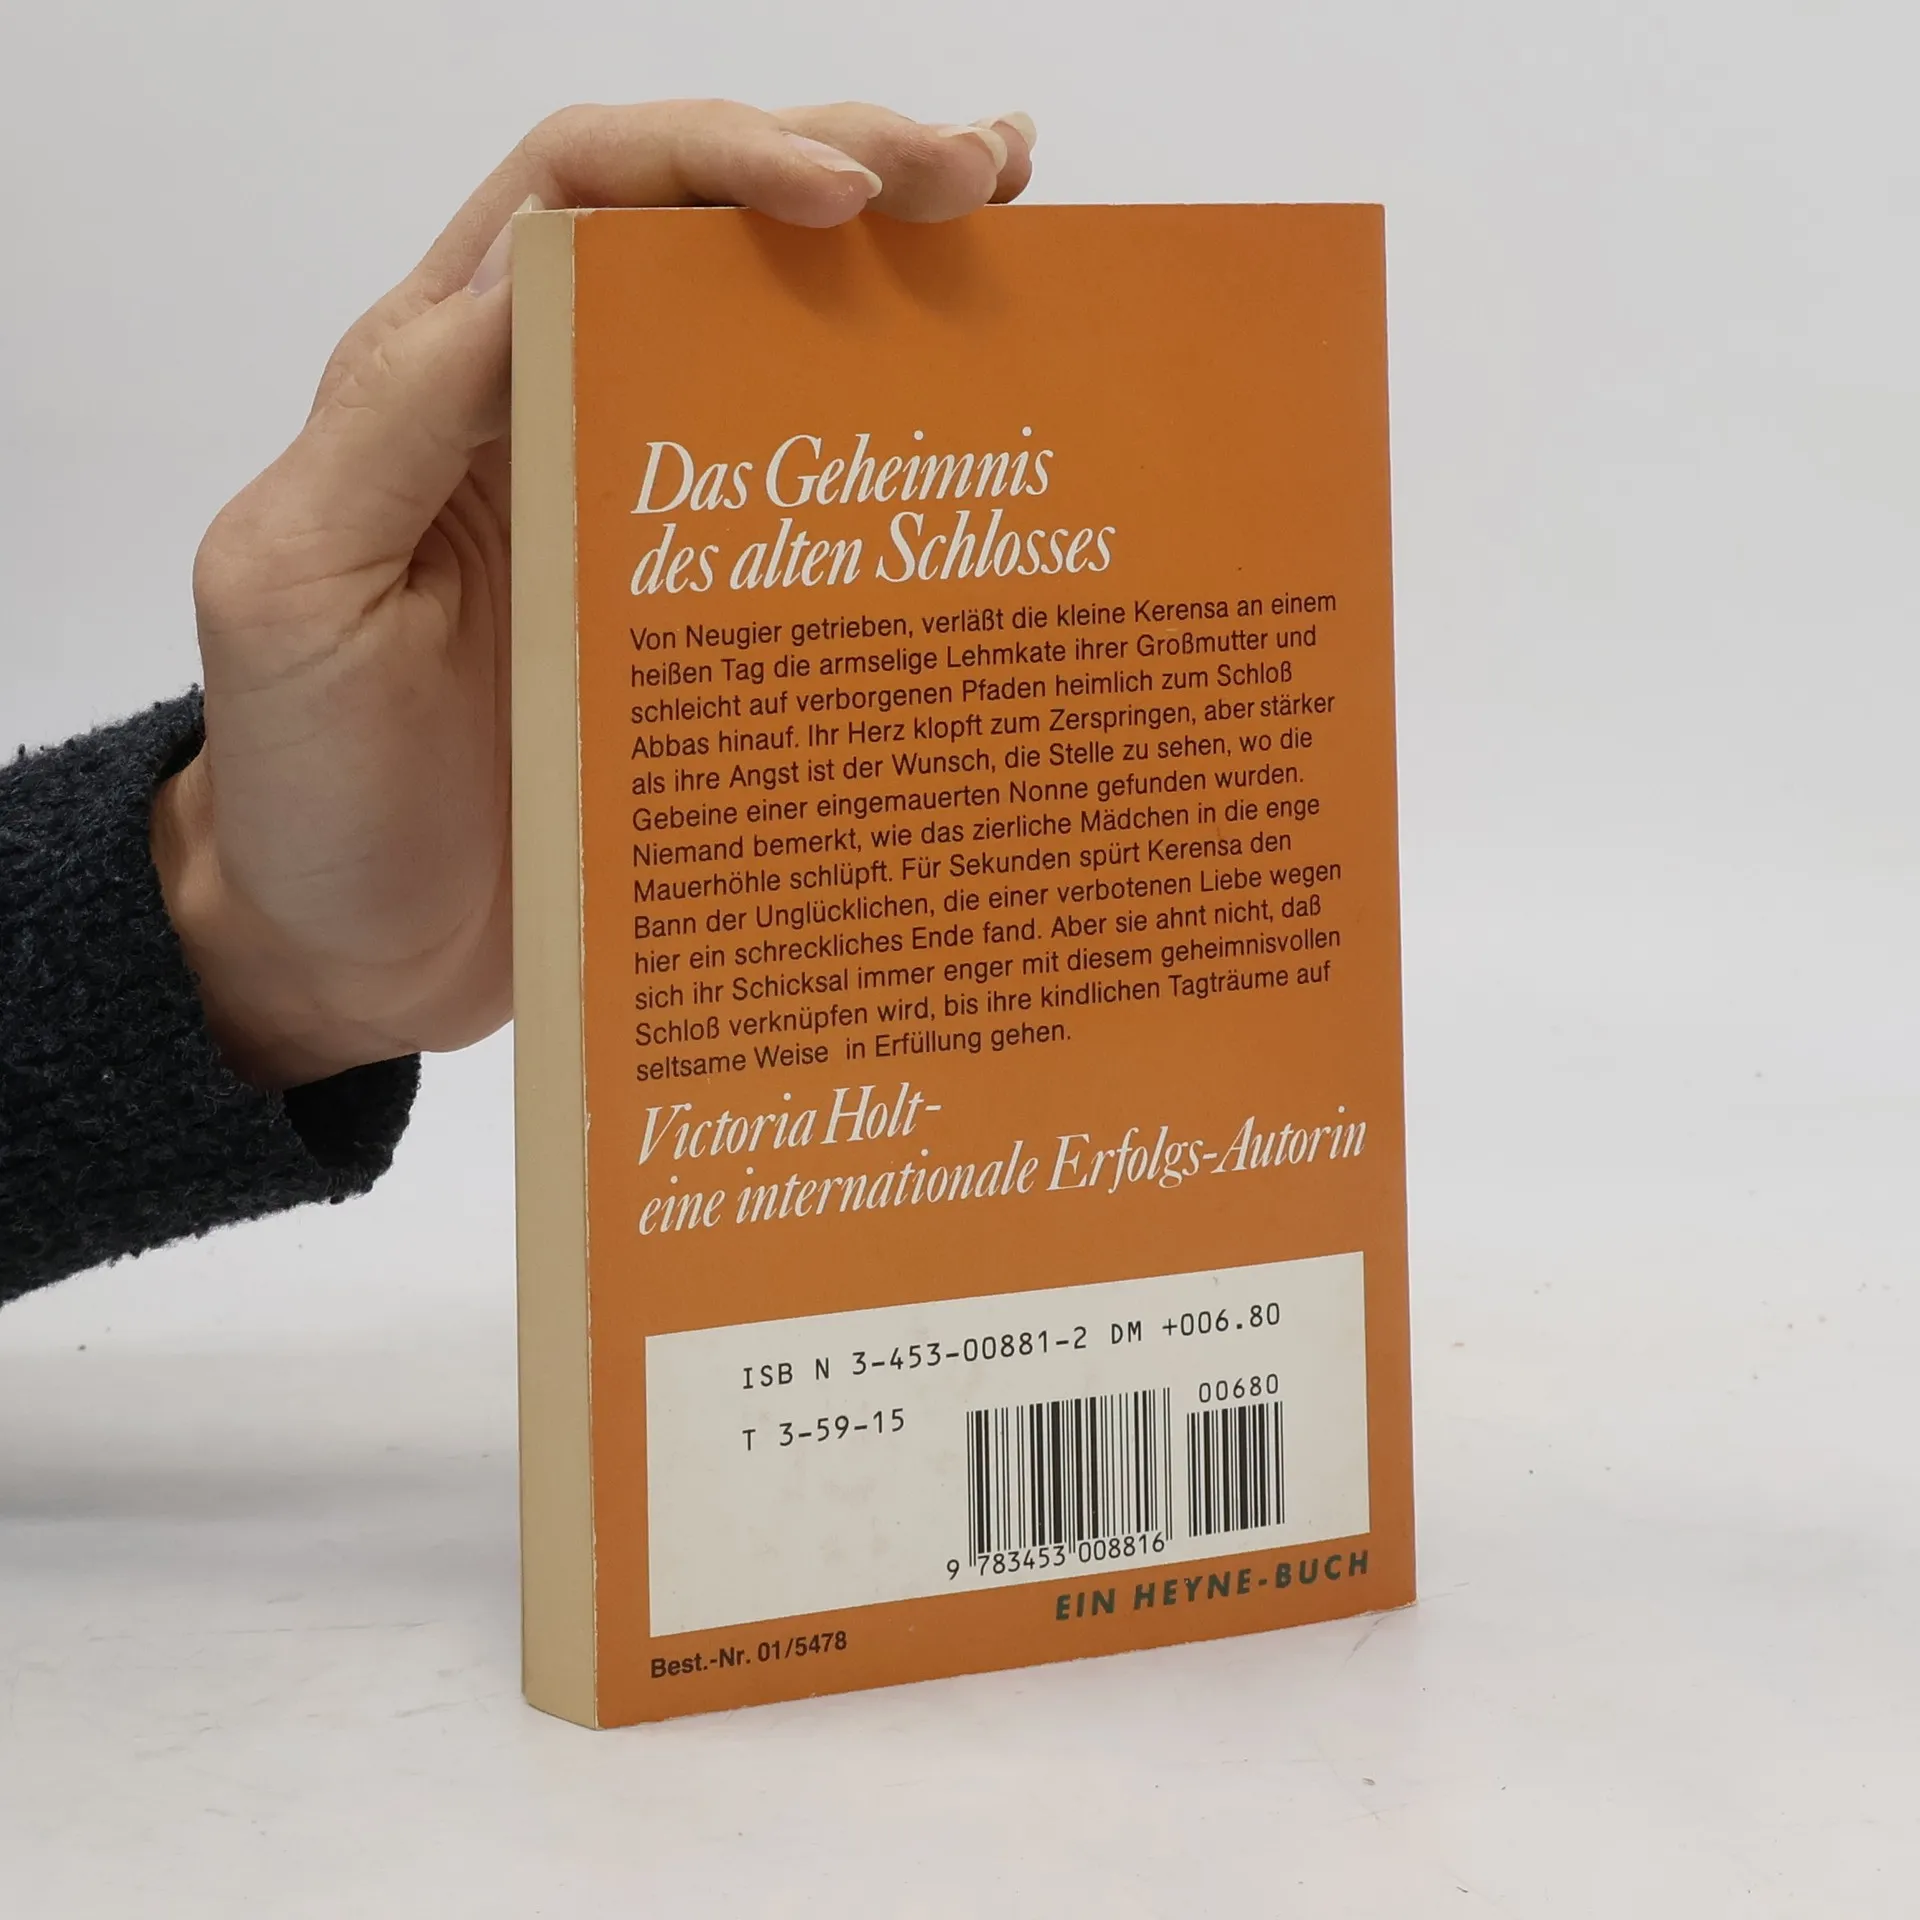 Das Geheimnis
des alten Schlosses
Von Neugier getrieben, verläßt die kleine Kerensa an einem
heißen Tag die armselige Lehmkate ihrer Großmutter und
schleicht auf verborgenen Pfaden heimlich zum Schloß
Abbas hinauf. Ihr Herz klopft zum Zerspringen, aber stärker
als ihre Angst ist der Wunsch, die Stelle zu sehen, wo die
Gebeine einer eingemauerten Nonne gefunden wurden.
Niemand bemerkt, wie das zierliche Mädchen in die enge
Mauerhöhle schlüpft. Für Sekunden spürt Kerensa den
Bann der Unglücklichen, die einer verbotenen Liebe wegen
hier ein schreckliches Ende fand. Aber sie ahnt nicht, daß
sich ihr Schicksal immer enger mit diesem geheimnisvollen
Schloß verknüpfen wird, bis ihre kindlichen Tagträume auf
seltsame Weise in Erfüllung gehen.
Victoria Holt-
eine internationale Erfolgs-Autorin
ISB N 3-453-00881-2 DM +006.80
T 3-59-15
00680
9 783453 008816
EIN HEYNE-BUCH
Best.-Nr. 01/5478